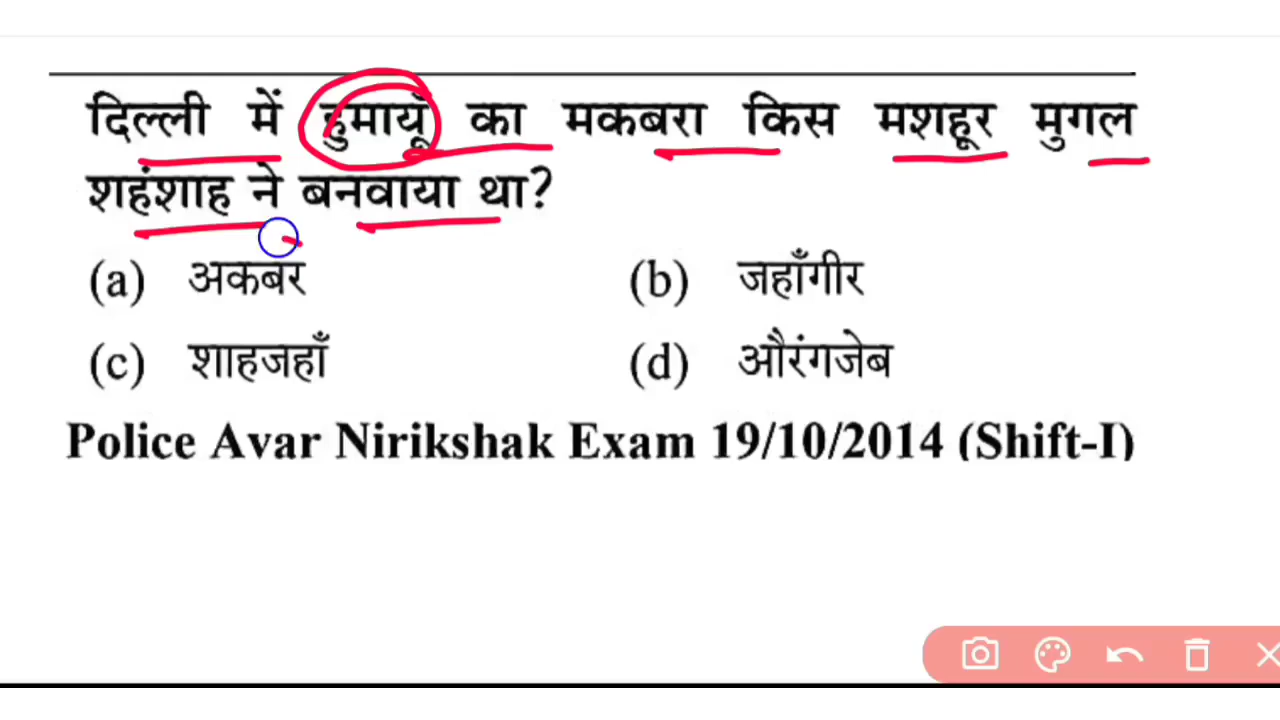 दिल्ली में हुमायूँ का मकबरा किस मशहूर मुगल
शहंशाह ने बनवाया था?
(a) अकबर (b) जहाँगीर
(c) शाहजहाँ (d) औरंगजेब
Police Avar Nirikshak Exam 19/10/2014 (Shift-I)